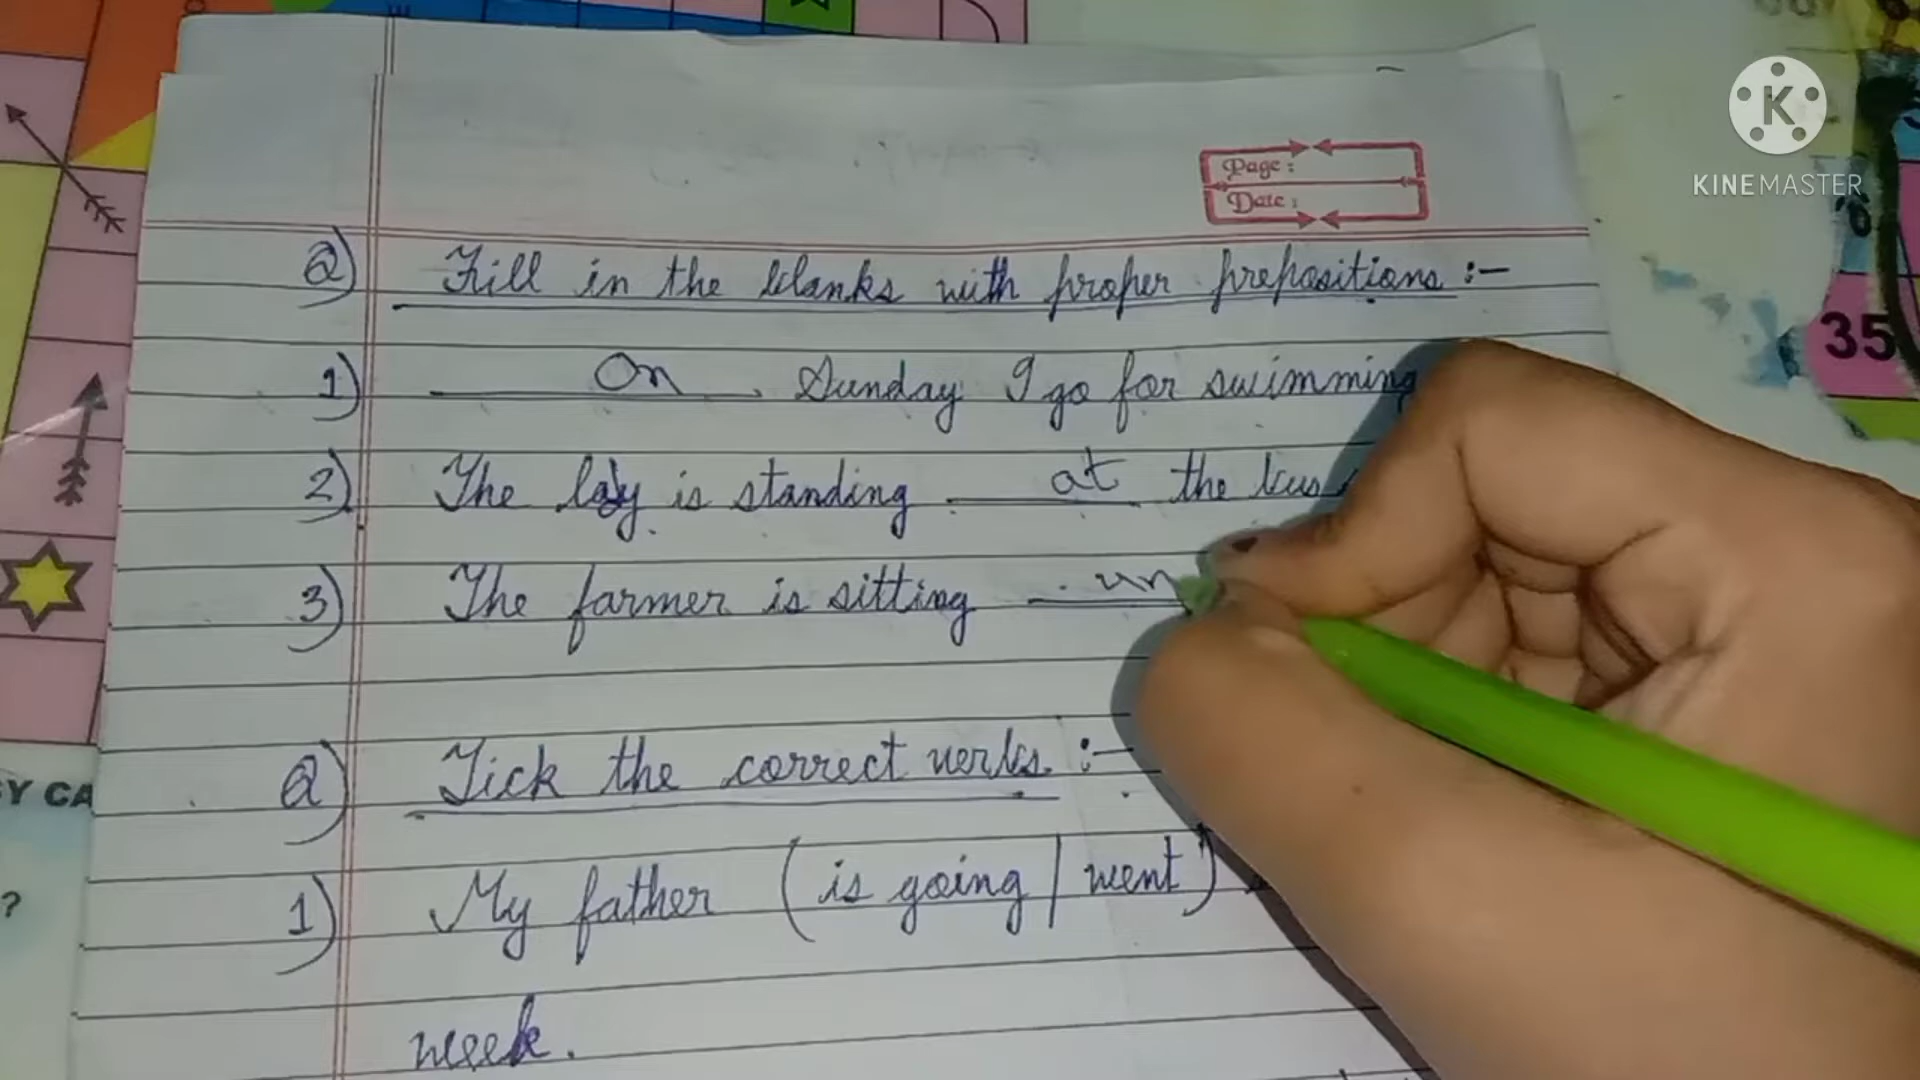 KINEMASTER
Page :
Date :
Q) Fill in the blanks with proper prepositions :-
1) On Sunday I go for swimming
2) The lady is standing at the bus
3) The farmer is sitting un
Q) Tick the correct verbs. :-
1) My father (is going | went)
week.
35
Y CA
?